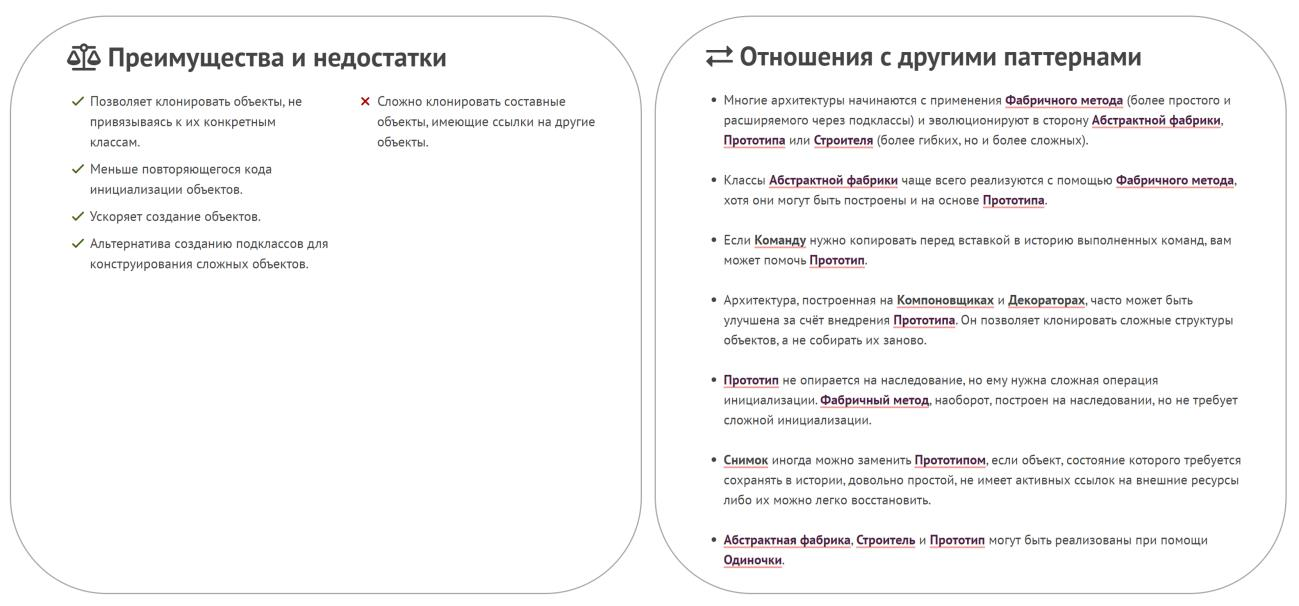 Преимущества и недостатки
Позволяет клонировать объекты, не
привязываясь к их конкретным
классам.
Меньше повторяющегося кода
инициализации объектов.
Ускоряет создание объектов.
Альтернатива созданию подклассов для
конструирования сложных объектов.
Сложно клонировать составные
объекты, имеющие ссылки на другие
объекты.
Отношения с другими паттернами
• Многие архитектуры начинаются с применения Фабричного метода (более простого и
расширяемого через подклассы) и эволюционируют в сторону Абстрактной фабрики,
Прототипа или Строителя (более гибких, но и более сложных).
• Классы Абстрактной фабрики чаще всего реализуются с помощью Фабричного метода,
хотя они могут быть построены и на основе Прототипа.
• Если Команду нужно копировать перед вставкой в историю выполненных команд, вам
может помочь Прототип.
• Архитектура, построенная на Компоновщиках и Декораторах, часто может быть
улучшена за счёт внедрения Прототипа. Он позволяет клонировать сложные структуры
объектов, а не собирать их заново.
• Прототип не опирается на наследование, но ему нужна сложная операция
инициализации. Фабричный метод, наоборот, построен на наследовании, но не требует
сложной инициализации.
• Снимок иногда можно заменить Прототипом, если объект, состояние которого требуется
сохранять в истории, довольно простой, не имеет активных ссылок на внешние ресурсы
либо их можно легко восстановить.
• Абстрактная фабрика, Строитель и Прототип могут быть реализованы при помощи
Одиночки.